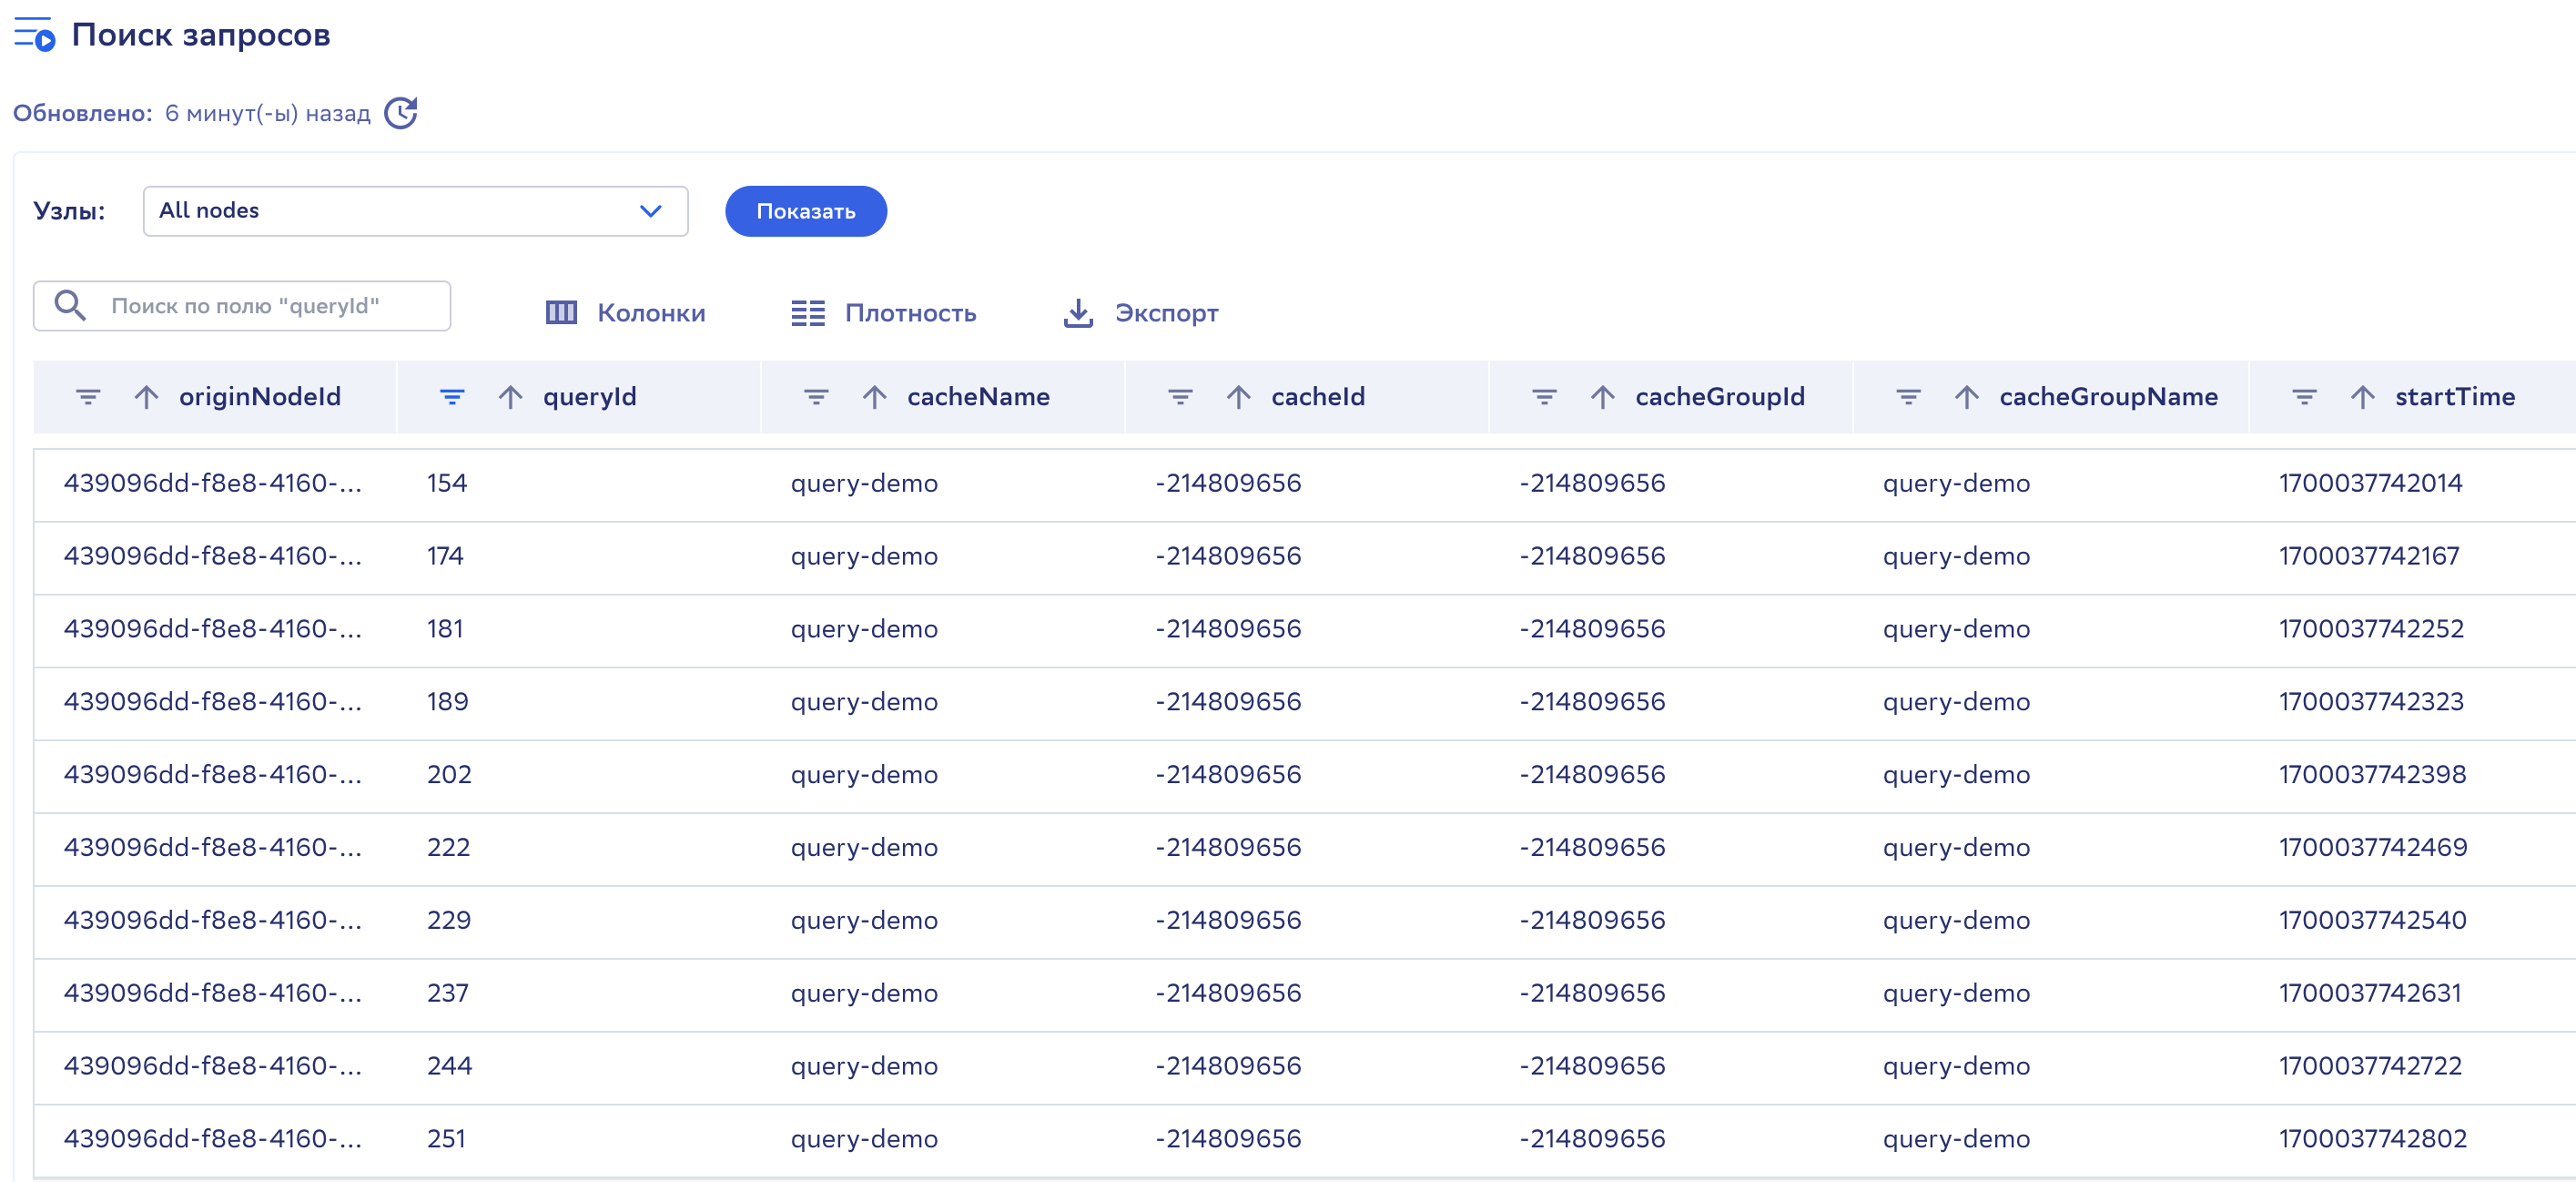 Поиск запросов
Обновлено: 6 минут(-ы) назад
Узлы: All nodes Показать
Поиск по полю "queryId" Колонки Плотность Экспорт
originNodeId queryId cacheName cacheId cacheGroupId cacheGroupName startTime
439096dd-f8e8-4160-... 154 query-demo -214809656 -214809656 query-demo 1700037742014
439096dd-f8e8-4160-... 174 query-demo -214809656 -214809656 query-demo 1700037742167
439096dd-f8e8-4160-... 181 query-demo -214809656 -214809656 query-demo 1700037742252
439096dd-f8e8-4160-... 189 query-demo -214809656 -214809656 query-demo 1700037742323
439096dd-f8e8-4160-... 202 query-demo -214809656 -214809656 query-demo 1700037742398
439096dd-f8e8-4160-... 222 query-demo -214809656 -214809656 query-demo 1700037742469
439096dd-f8e8-4160-... 229 query-demo -214809656 -214809656 query-demo 1700037742540
439096dd-f8e8-4160-... 237 query-demo -214809656 -214809656 query-demo 1700037742631
439096dd-f8e8-4160-... 244 query-demo -214809656 -214809656 query-demo 1700037742722
439096dd-f8e8-4160-... 251 query-demo -214809656 -214809656 query-demo 1700037742802